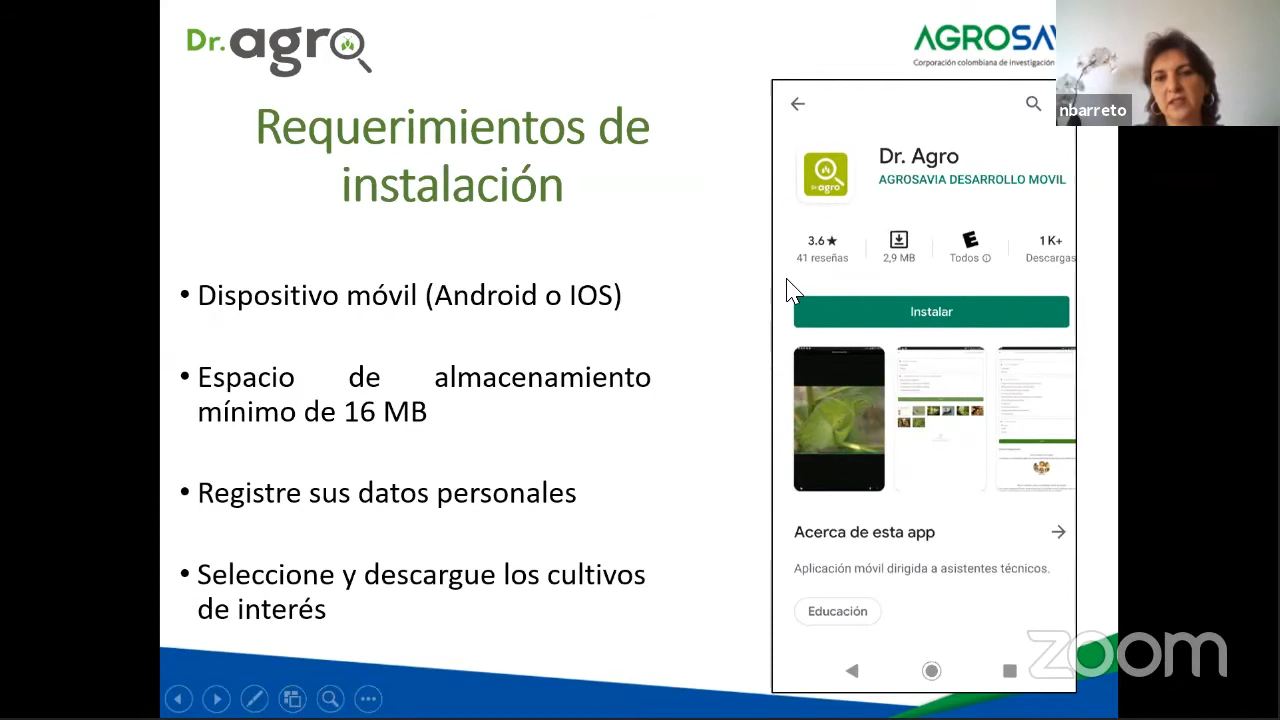 Dr. agro
AGROSAV
Corporación colombiana de investigación
nbarreto
Requerimientos de
instalación
• Dispositivo móvil (Android o IOS)
• Espacio de almacenamiento
mínimo de 16 MB
• Registre sus datos personales
• Seleccione y descargue los cultivos
de interés
Dr. Agro
AGROSAVIA DESARROLLO MOVIL
Dr. agro
3.6★
41 reseñas
2,9 MB
E
Todos
1 K+
Descargas
Instalar
Acerca de esta app
Aplicación móvil dirigida a asistentes técnicos.
Educación
zoom